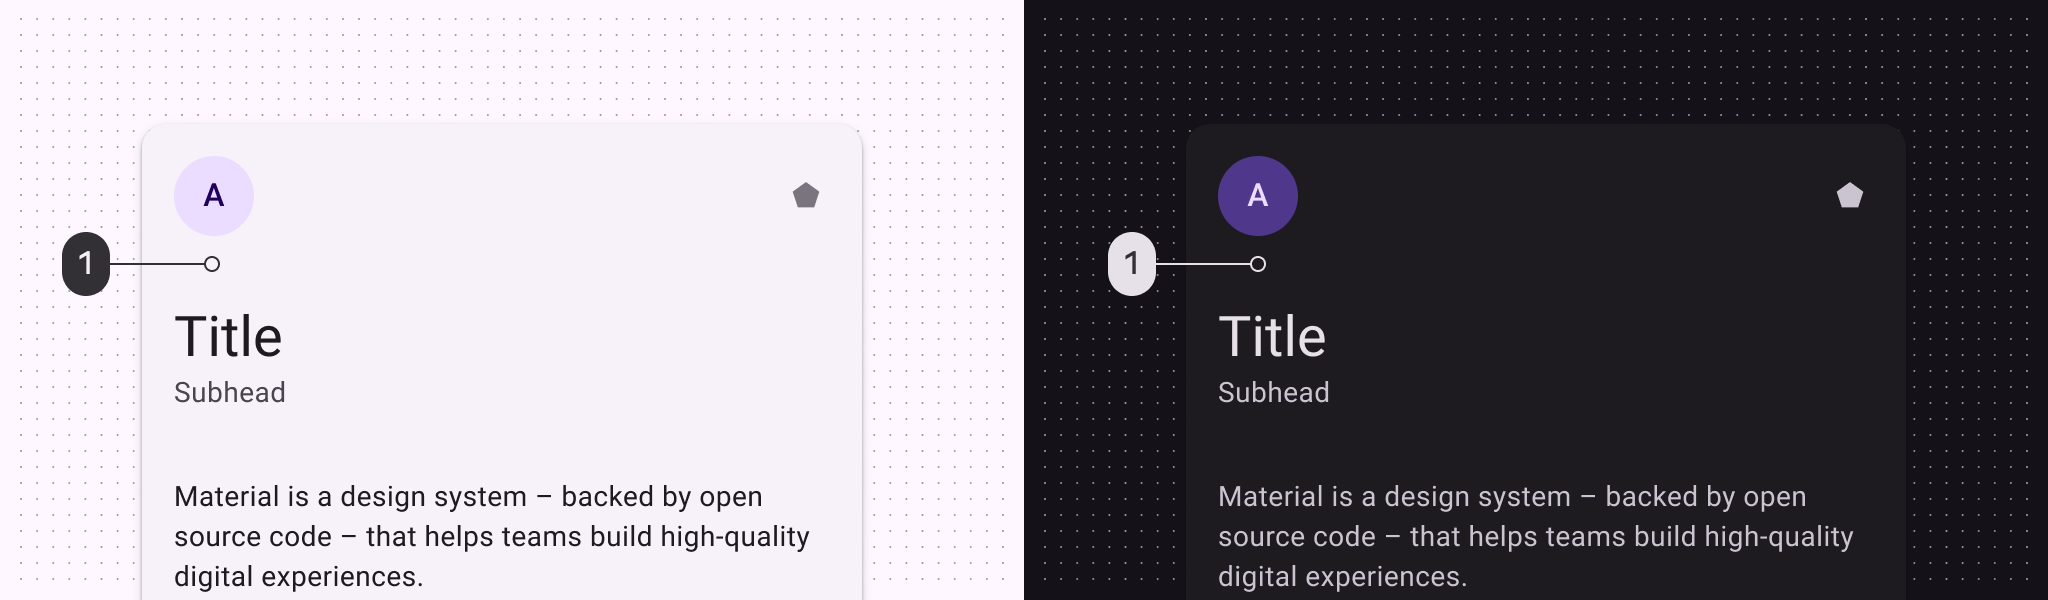 A
1
Title
Subhead
Material is a design system – backed by open
source code – that helps teams build high-quality
digital experiences.
A
1
Title
Subhead
Material is a design system – backed by open
source code – that helps teams build high-quality
digital experiences.